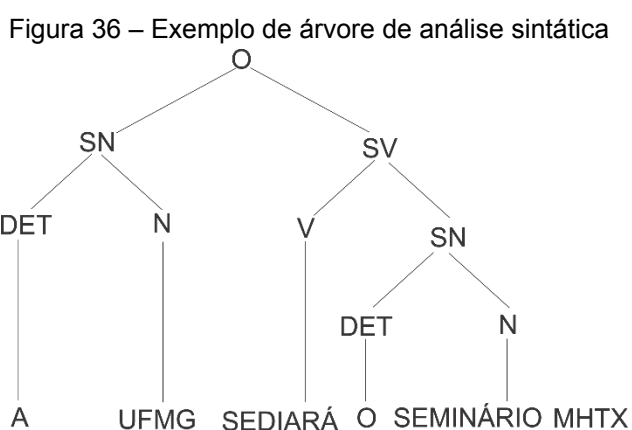 Figura 36 – Exemplo de árvore de análise sintática
O
SN SV
DET N V SN
DET N
A UFMG SEDIARÁ O SEMINÁRIO MHTX